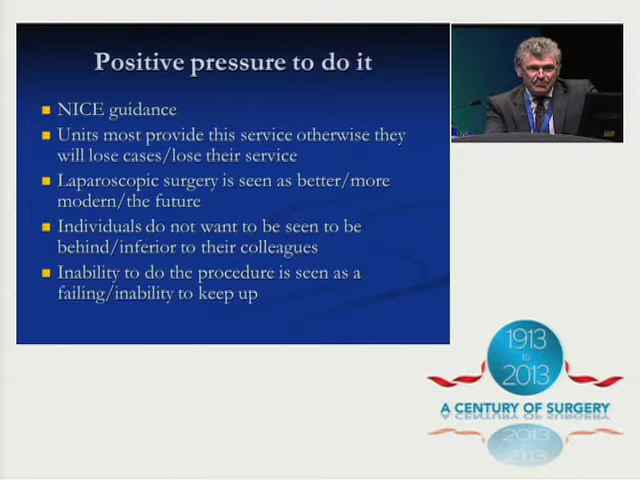 Positive pressure to do it
NICE guidance
Units most provide this service otherwise they
will lose cases/lose their service
Laparoscopic surgery is seen as better/more
modern/the future
Individuals do not want to be seen to be
behind/inferior to their colleagues
Inability to do the procedure is seen as a
failing/inability to keep up
1913
to
2013
A CENTURY OF SURGERY